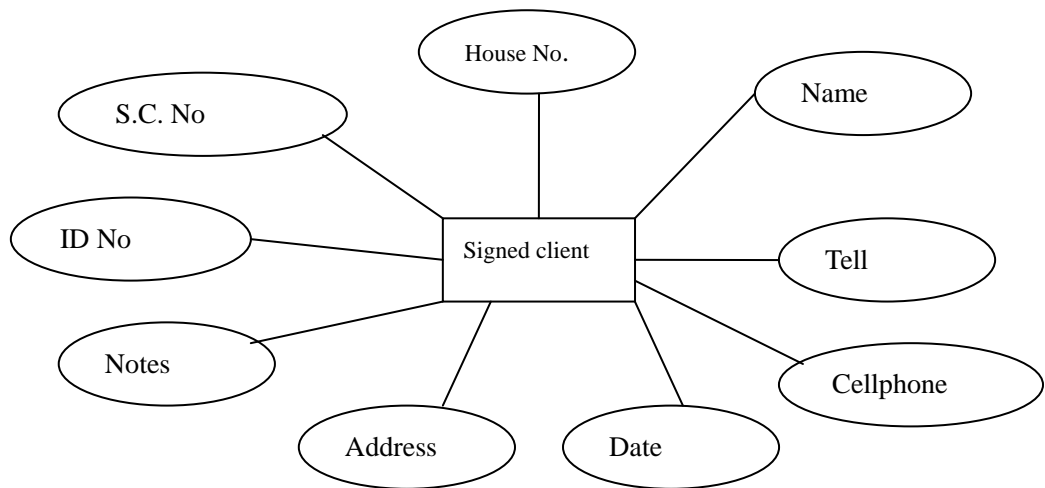 House No.
Name
S.C. No
ID No
Signed client
Tell
Notes
Cellphone
Address
Date